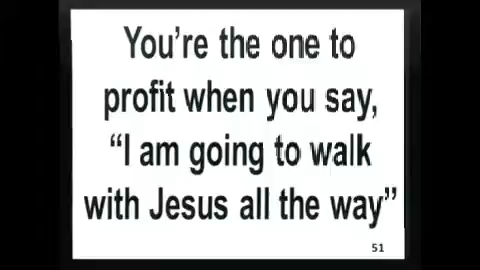 You’re the one to
profit when you say,
“I am going to walk
with Jesus all the way”
51